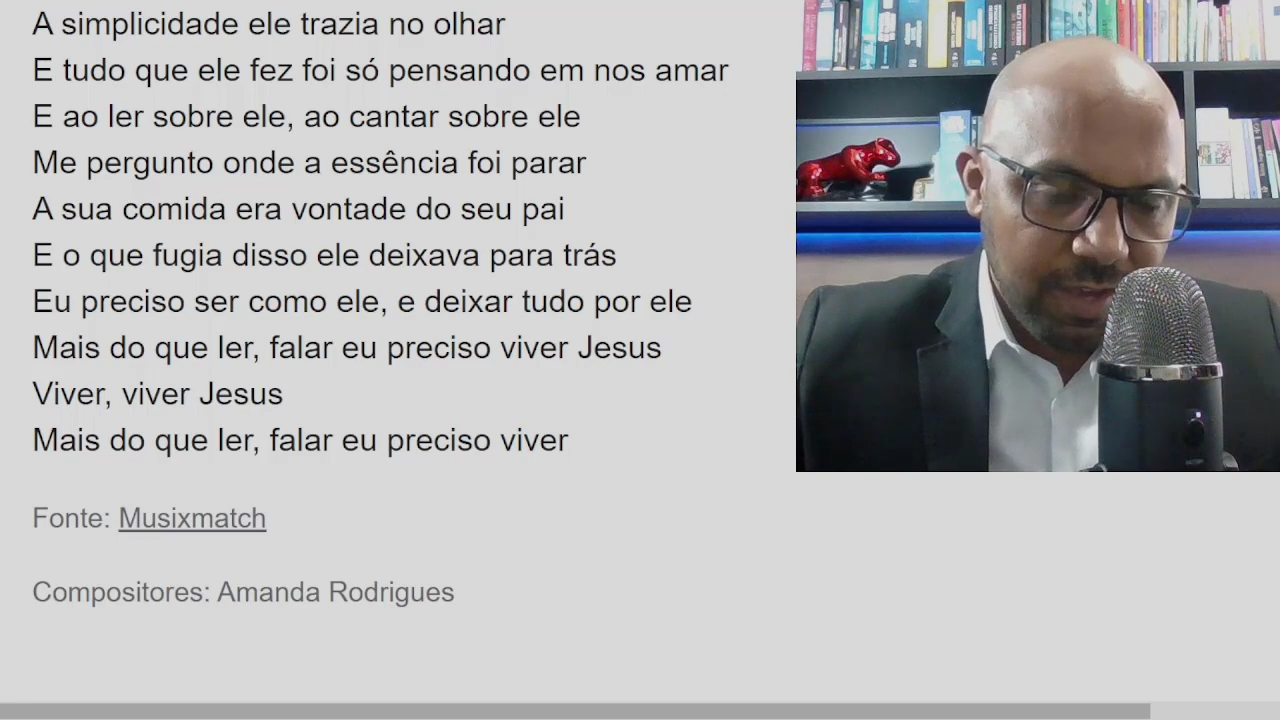 A simplicidade ele trazia no olhar
E tudo que ele fez foi só pensando em nos amar
E ao ler sobre ele, ao cantar sobre ele
Me pergunto onde a essência foi parar
A sua comida era vontade do seu pai
E o que fugia disso ele deixava para trás
Eu preciso ser como ele, e deixar tudo por ele
Mais do que ler, falar eu preciso viver Jesus
Viver, viver Jesus
Mais do que ler, falar eu preciso viver
Fonte: Musixmatch
Compositores: Amanda Rodrigues